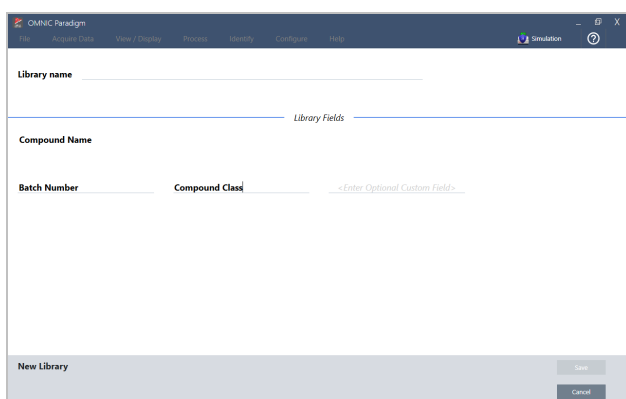 OMNIC Paradigm
File Acquire Data View / Display Process Identify Configure Help Simulation
Library name
Library Fields
Compound Name
Batch Number Compound Class <Enter Optional Custom Field>
New Library Save
Cancel